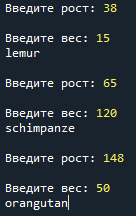 Введите рост: 38
Введите вес: 15
lemur
Введите рост: 65
Введите вес: 120
schimpanze
Введите рост: 148
Введите вес: 50
orangutan